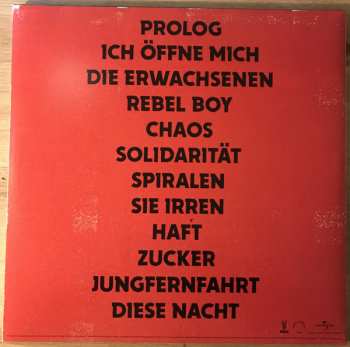 PROLOG
ICH ÖFFNE MICH
DIE ERWACHSENEN
REBEL BOY
CHAOS
SOLIDARITÄT
SPIRALEN
SIE IRREN
HAFT
ZUCKER
JUNGFERNFAHRT
DIESE NACHT